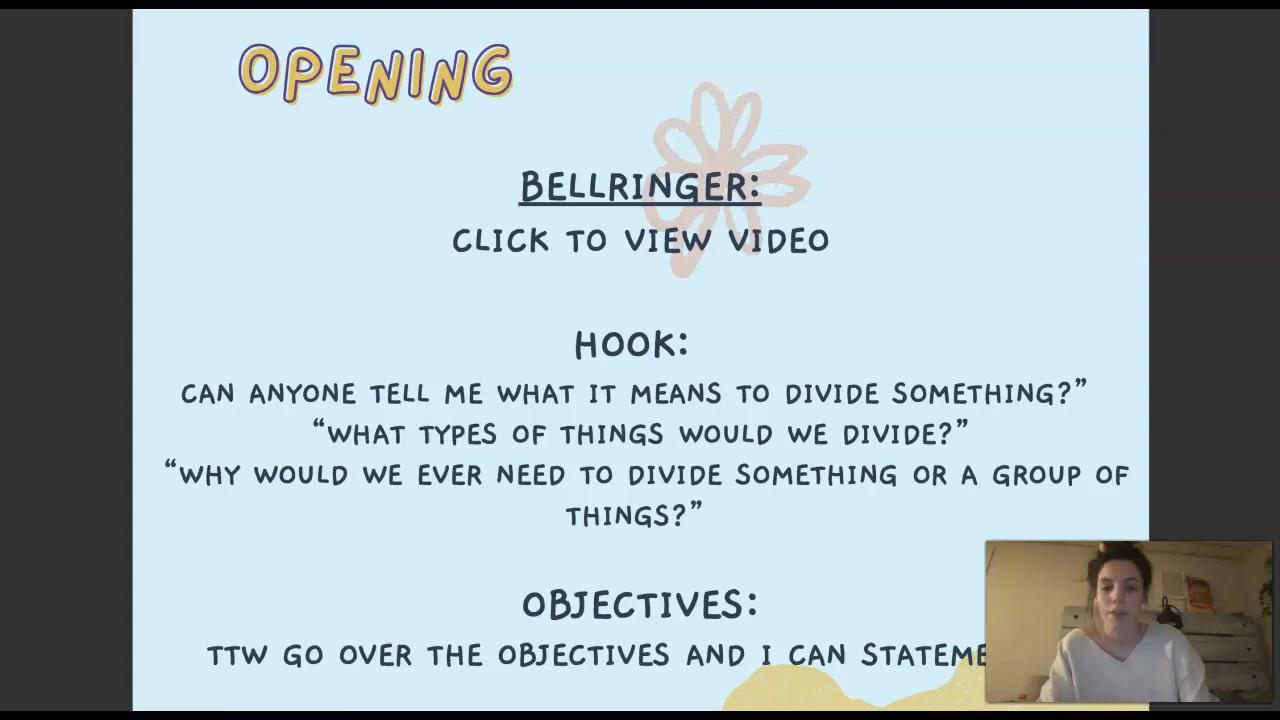 OPENING
BELLRINGER:
CLICK TO VIEW VIDEO
HOOK:
CAN ANYONE TELL ME WHAT IT MEANS TO DIVIDE SOMETHING?”
“WHAT TYPES OF THINGS WOULD WE DIVIDE?”
“WHY WOULD WE EVER NEED TO DIVIDE SOMETHING OR A GROUP OF
THINGS?”
OBJECTIVES:
TTW GO OVER THE OBJECTIVES AND I CAN